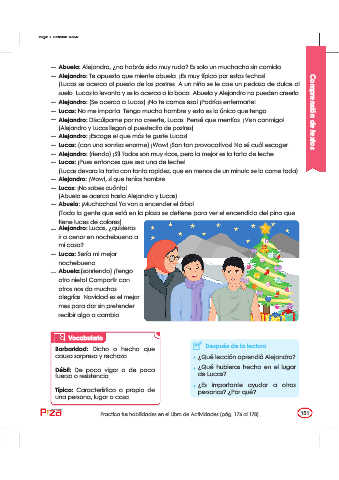 — Abuela: Alejandro, ¿no habrás sido muy rudo? Es solo un muchacho sin comida
— Alejandro: Te apuesto que miente abuela ¡Es muy típico por estas fechas!
(Lucas se acerca al puesto de los postres A un niño se le cae un pedazo de dulce al
suelo Lucas lo levanta y se lo acerca a la boca Abuela y Alejandro no pueden creerlo
— Alejandro: (Se acerca a Lucas) ¡No te comas eso! ¡Podrías enfermarte!
— Lucas: No me importa Tengo mucha hambre y esto es lo único que tengo
— Alejandro: Discúlpame por no creerte, Lucas Pensé que mentías ¡Ven conmigo!
(Alejandro y Lucas llegan al puestecito de postres)
— Alejandro: ¡Escoge el que más te guste Lucas!
— Lucas: (con una sonrisa enorme) ¡Wow! ¡Son tan provocativos! No sé cuál escoger
— Alejandro: (riendo) ¡Sí! Todos son muy ricos, pero la mejor es la tarta de leche
— Lucas: ¡Pues entonces que sea una de leche!
(Lucas devora la tarta con tanta rapidez, que en menos de un minuto se la come toda)
— Alejandro: ¡Wow!, sí que tenías hambre
— Lucas: ¡No sabes cuánta!
(Abuela se acerca hacia Alejandro y Lucas)
— Abuela: ¡Muchachos! Ya van a encender el árbol
(Toda la gente que está en la plaza se detiene para ver el encendido del pino que
tiene luces de colores)
— Alejandro: Lucas, ¿quisieras
ir a cenar en nochebuena a
mi casa?
— Lucas: Sería mi mejor
nochebuena
— Abuela: (sonriendo) ¡Tengo
otro nieto! Compartir con
otros nos da muchas
alegrías Navidad es el mejor
mes para dar sin pretender
recibir algo a cambio
Comprensión de textos
Vocabulario
Barbaridad: Dicho o hecho que
causa sorpresa y rechazo
Débil: De poco vigor o de poca
fuerza o resistencia
Típico: Característico o propio de
una persona, lugar o cosa
Después de la lectura
· ¿Qué lección aprendió Alejandro?
· ¿Qué hubieras hecho en el lugar
de Lucas?
· ¿Es importante ayudar a otras
personas? ¿Por qué?
Practica tus habilidades en el Libro de Actividades (pág. 176 al 178)
151